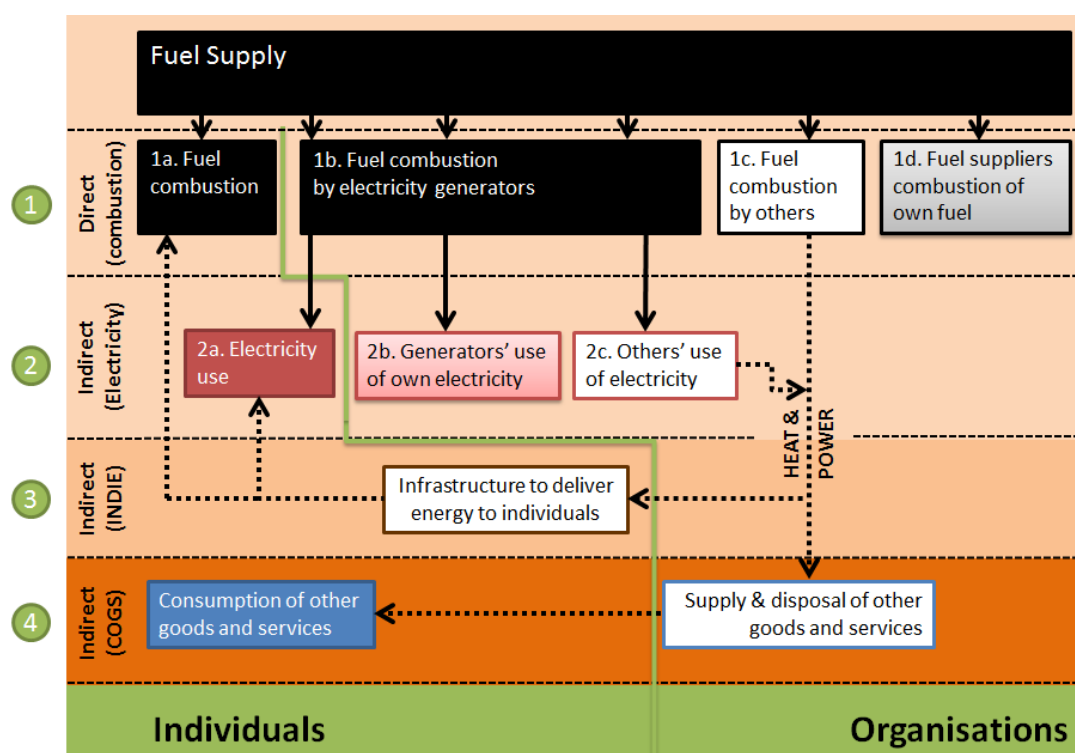 Fuel Supply
1
Direct
(combustion)
1a. Fuel
combustion
1b. Fuel combustion
by electricity generators
1c. Fuel
combustion
by others
1d. Fuel suppliers
combustion of
own fuel
2
Indirect
(Electricity)
2a. Electricity
use
2b. Generators’ use
of own electricity
2c. Others’ use
of electricity
HEAT &
POWER
3
Indirect
(INDIE)
Infrastructure to deliver
energy to individuals
4
Indirect
(COGS)
Consumption of other
goods and services
Supply & disposal of other
goods and services
Individuals
Organisations